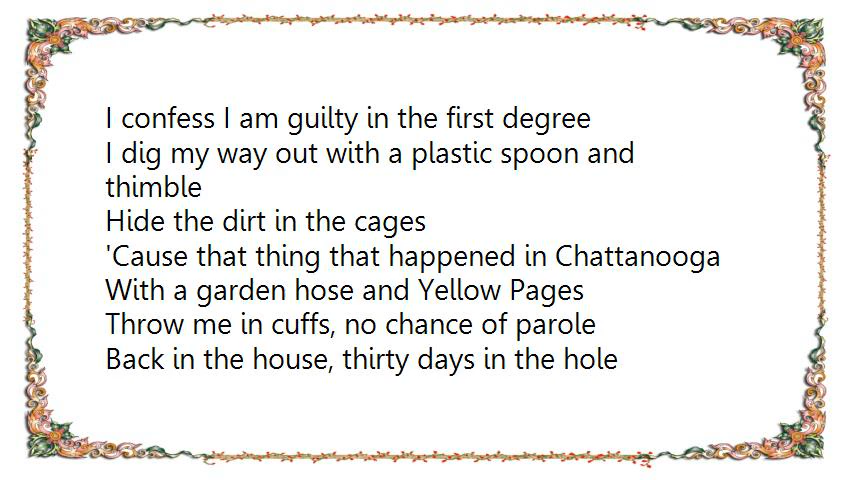 I confess I am guilty in the first degree
I dig my way out with a plastic spoon and
thimble
Hide the dirt in the cages
'Cause that thing that happened in Chattanooga
With a garden hose and Yellow Pages
Throw me in cuffs, no chance of parole
Back in the house, thirty days in the hole